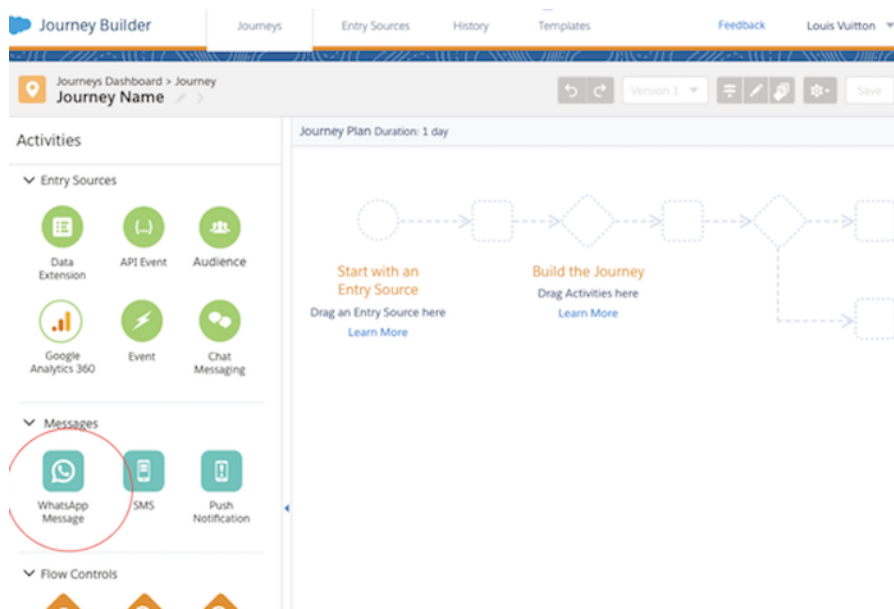 Journey Builder
Journeys
Entry Sources
History
Templates
Feedback
Louis Vuitton
Journeys Dashboard > Journey
Journey Name
Version 1
Save
Activities
Journey Plan Duration: 1 day
Entry Sources
Data
Extension
API Event
Audience
Google
Analytics 360
Event
Chat
Messaging
Start with an
Entry Source
Drag an Entry Source here
Learn More
Build the Journey
Drag Activities here
Learn More
Messages
WhatsApp
Message
SMS
Push
Notification
Flow Controls